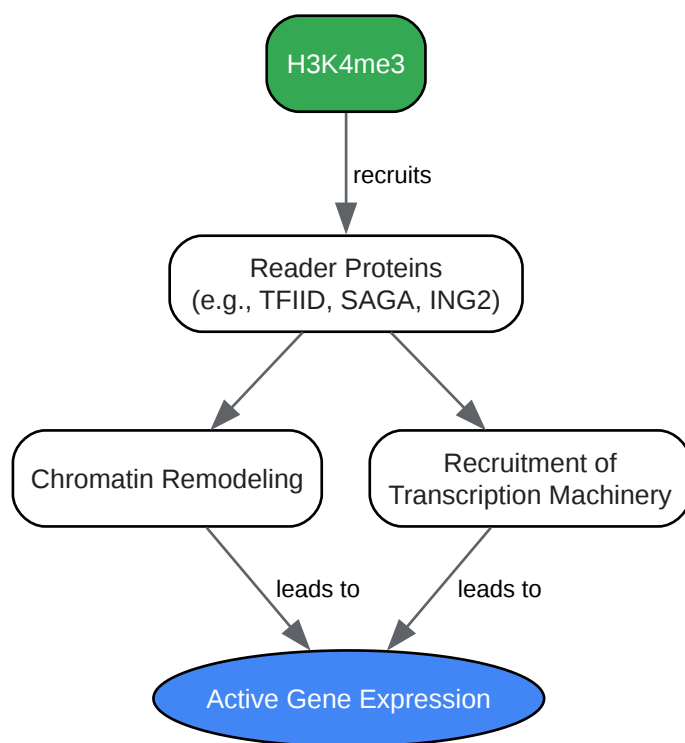 H3K4me3
recruits
Reader Proteins
(e.g., TFIID, SAGA, ING2)
Chromatin Remodeling
Recruitment of
Transcription Machinery
leads to
leads to
Active Gene Expression